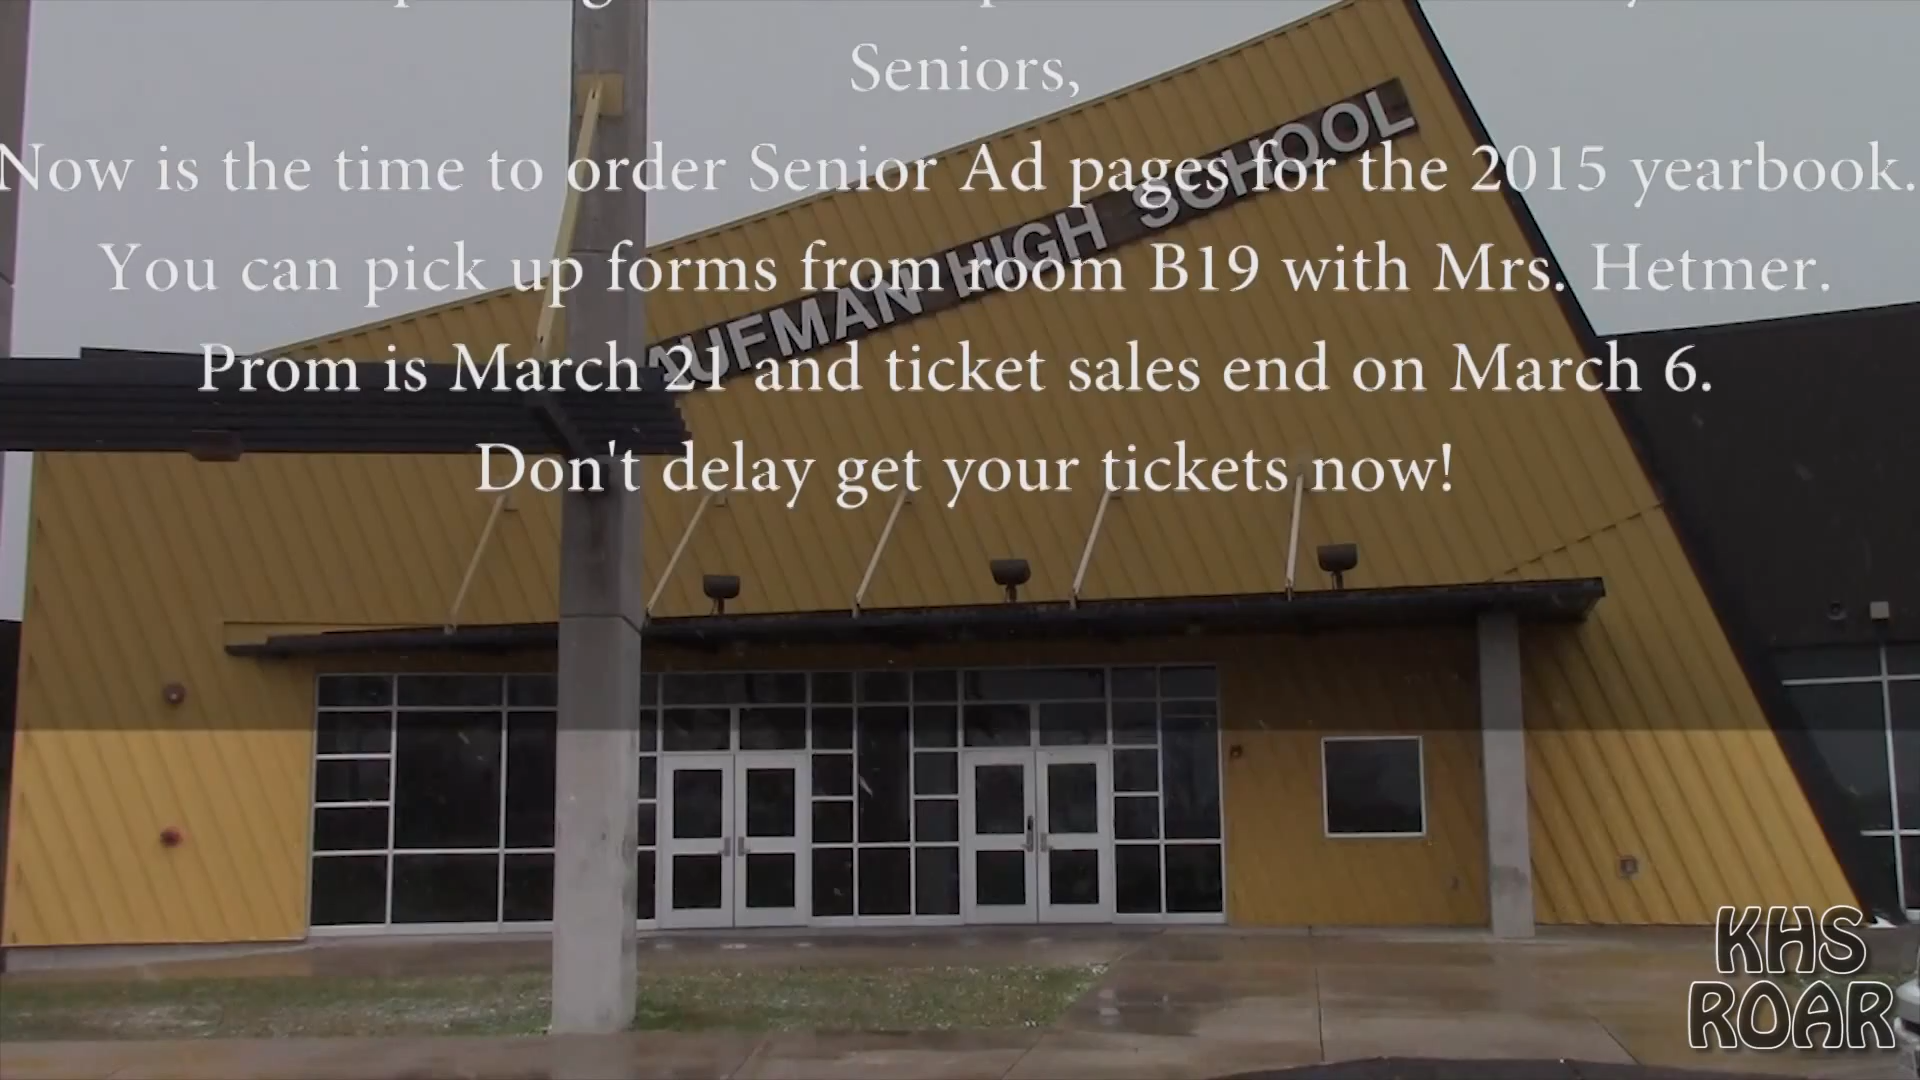 Seniors,
Now is the time to order Senior Ad pages for the 2015 yearbook.
You can pick up forms from room B19 with Mrs. Hetmer.
Prom is March 21 and ticket sales end on March 6.
Don't delay get your tickets now!
AUFMAN HIGH SCHOOL
KHS
ROAR